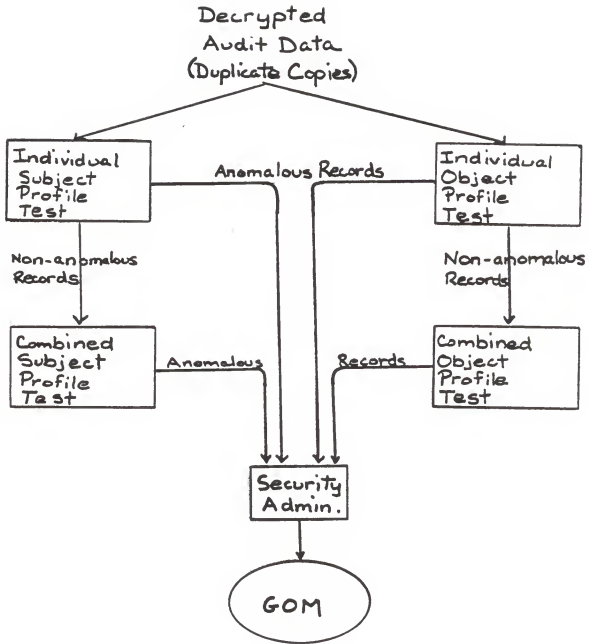 Decrypted
Audit Data
(Duplicate Copies)
Individual
Subject
Profile
Test
Anomalous Records
Individual
Object
Profile
Test
Non-anomalous
Records
Non-anomalous
Records
Combined
Subject
Profile
Test
Anomalous
Records
Combined
Object
Profile
Test
Security
Admin.
GOM